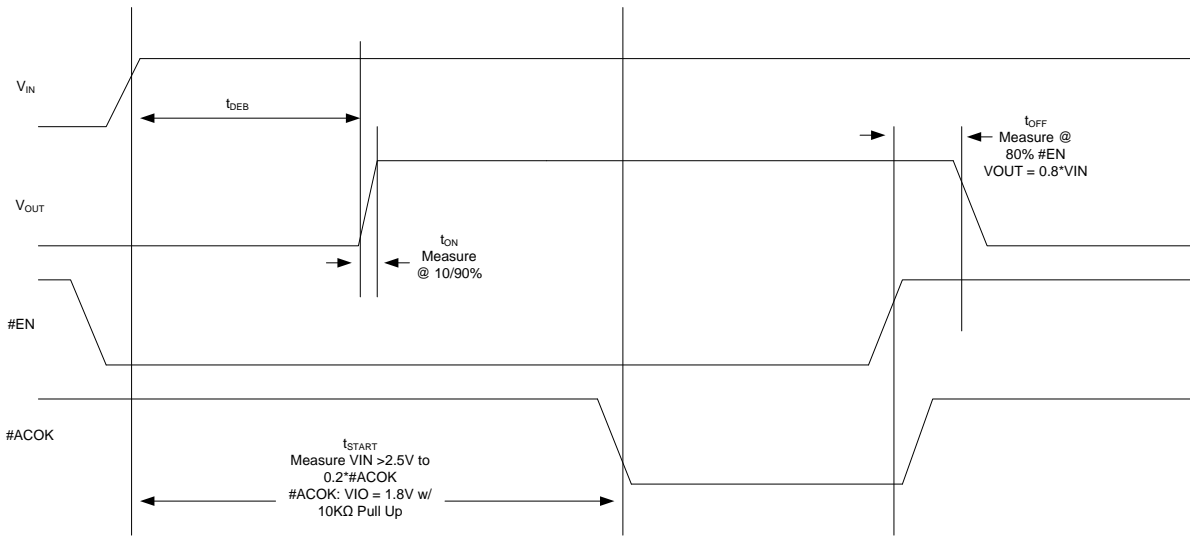 VIN
tDEB
tOFF
Measure @
80% #EN
VOUT = 0.8*VIN
VOUT
tON
Measure
@ 10/90%
#EN
#ACOK
tSTART
Measure VIN >2.5V to
0.2*#ACOK
#ACOK: VIO = 1.8V w/
10KΩ Pull Up